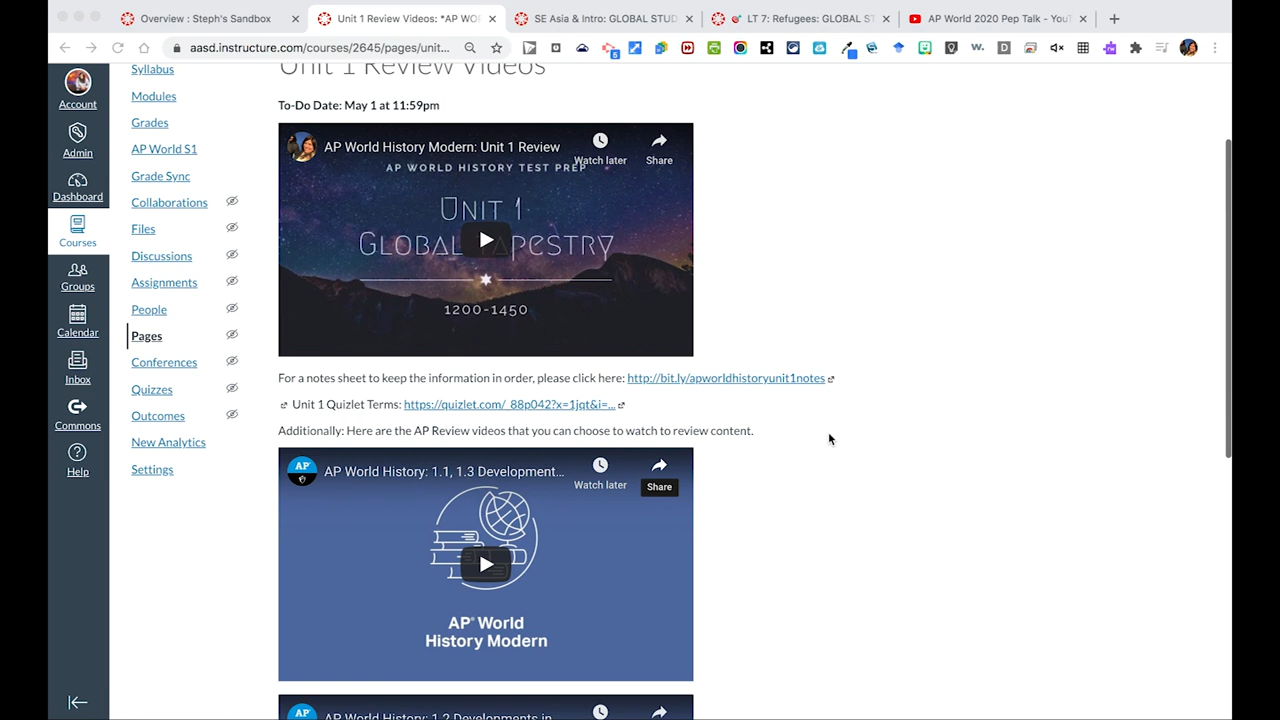 Overview : Steph's Sandbox
Unit 1 Review Videos: *AP WO
SE Asia & Intro: GLOBAL STUD
LT 7: Refugees: GLOBAL ST
AP World 2020 Pep Talk - YouT
aasd.instructure.com/courses/2645/pages/unit...
5
W.
D
Unit 1 Review Videos
Account
Admin
Dashboard
Courses
Groups
Calendar
Inbox
Commons
Help
Syllabus
Modules
Grades
AP World S1
Grade Sync
Collaborations
Files
Discussions
Assignments
People
Pages
Conferences
Quizzes
Outcomes
New Analytics
Settings
To-Do Date: May 1 at 11:59pm
AP World History Modern: Unit 1 Review
Watch later
Share
AP WORLD HISTORY TEST PREP
UNIT 1
GLOBAL TAPESTRY
1200-1450
For a notes sheet to keep the information in order, please click here: http://bit.ly/apworldhistoryunit1notes
Unit 1 Quizlet Terms: https://quizlet.com/_88p042?x=1jqt&i=...
Additionally: Here are the AP Review videos that you can choose to watch to review content.
AP
AP World History: 1.1, 1.3 Development...
Watch later
Share
AP® World
History Modern
AP
AP World History: 1.2 Developments in